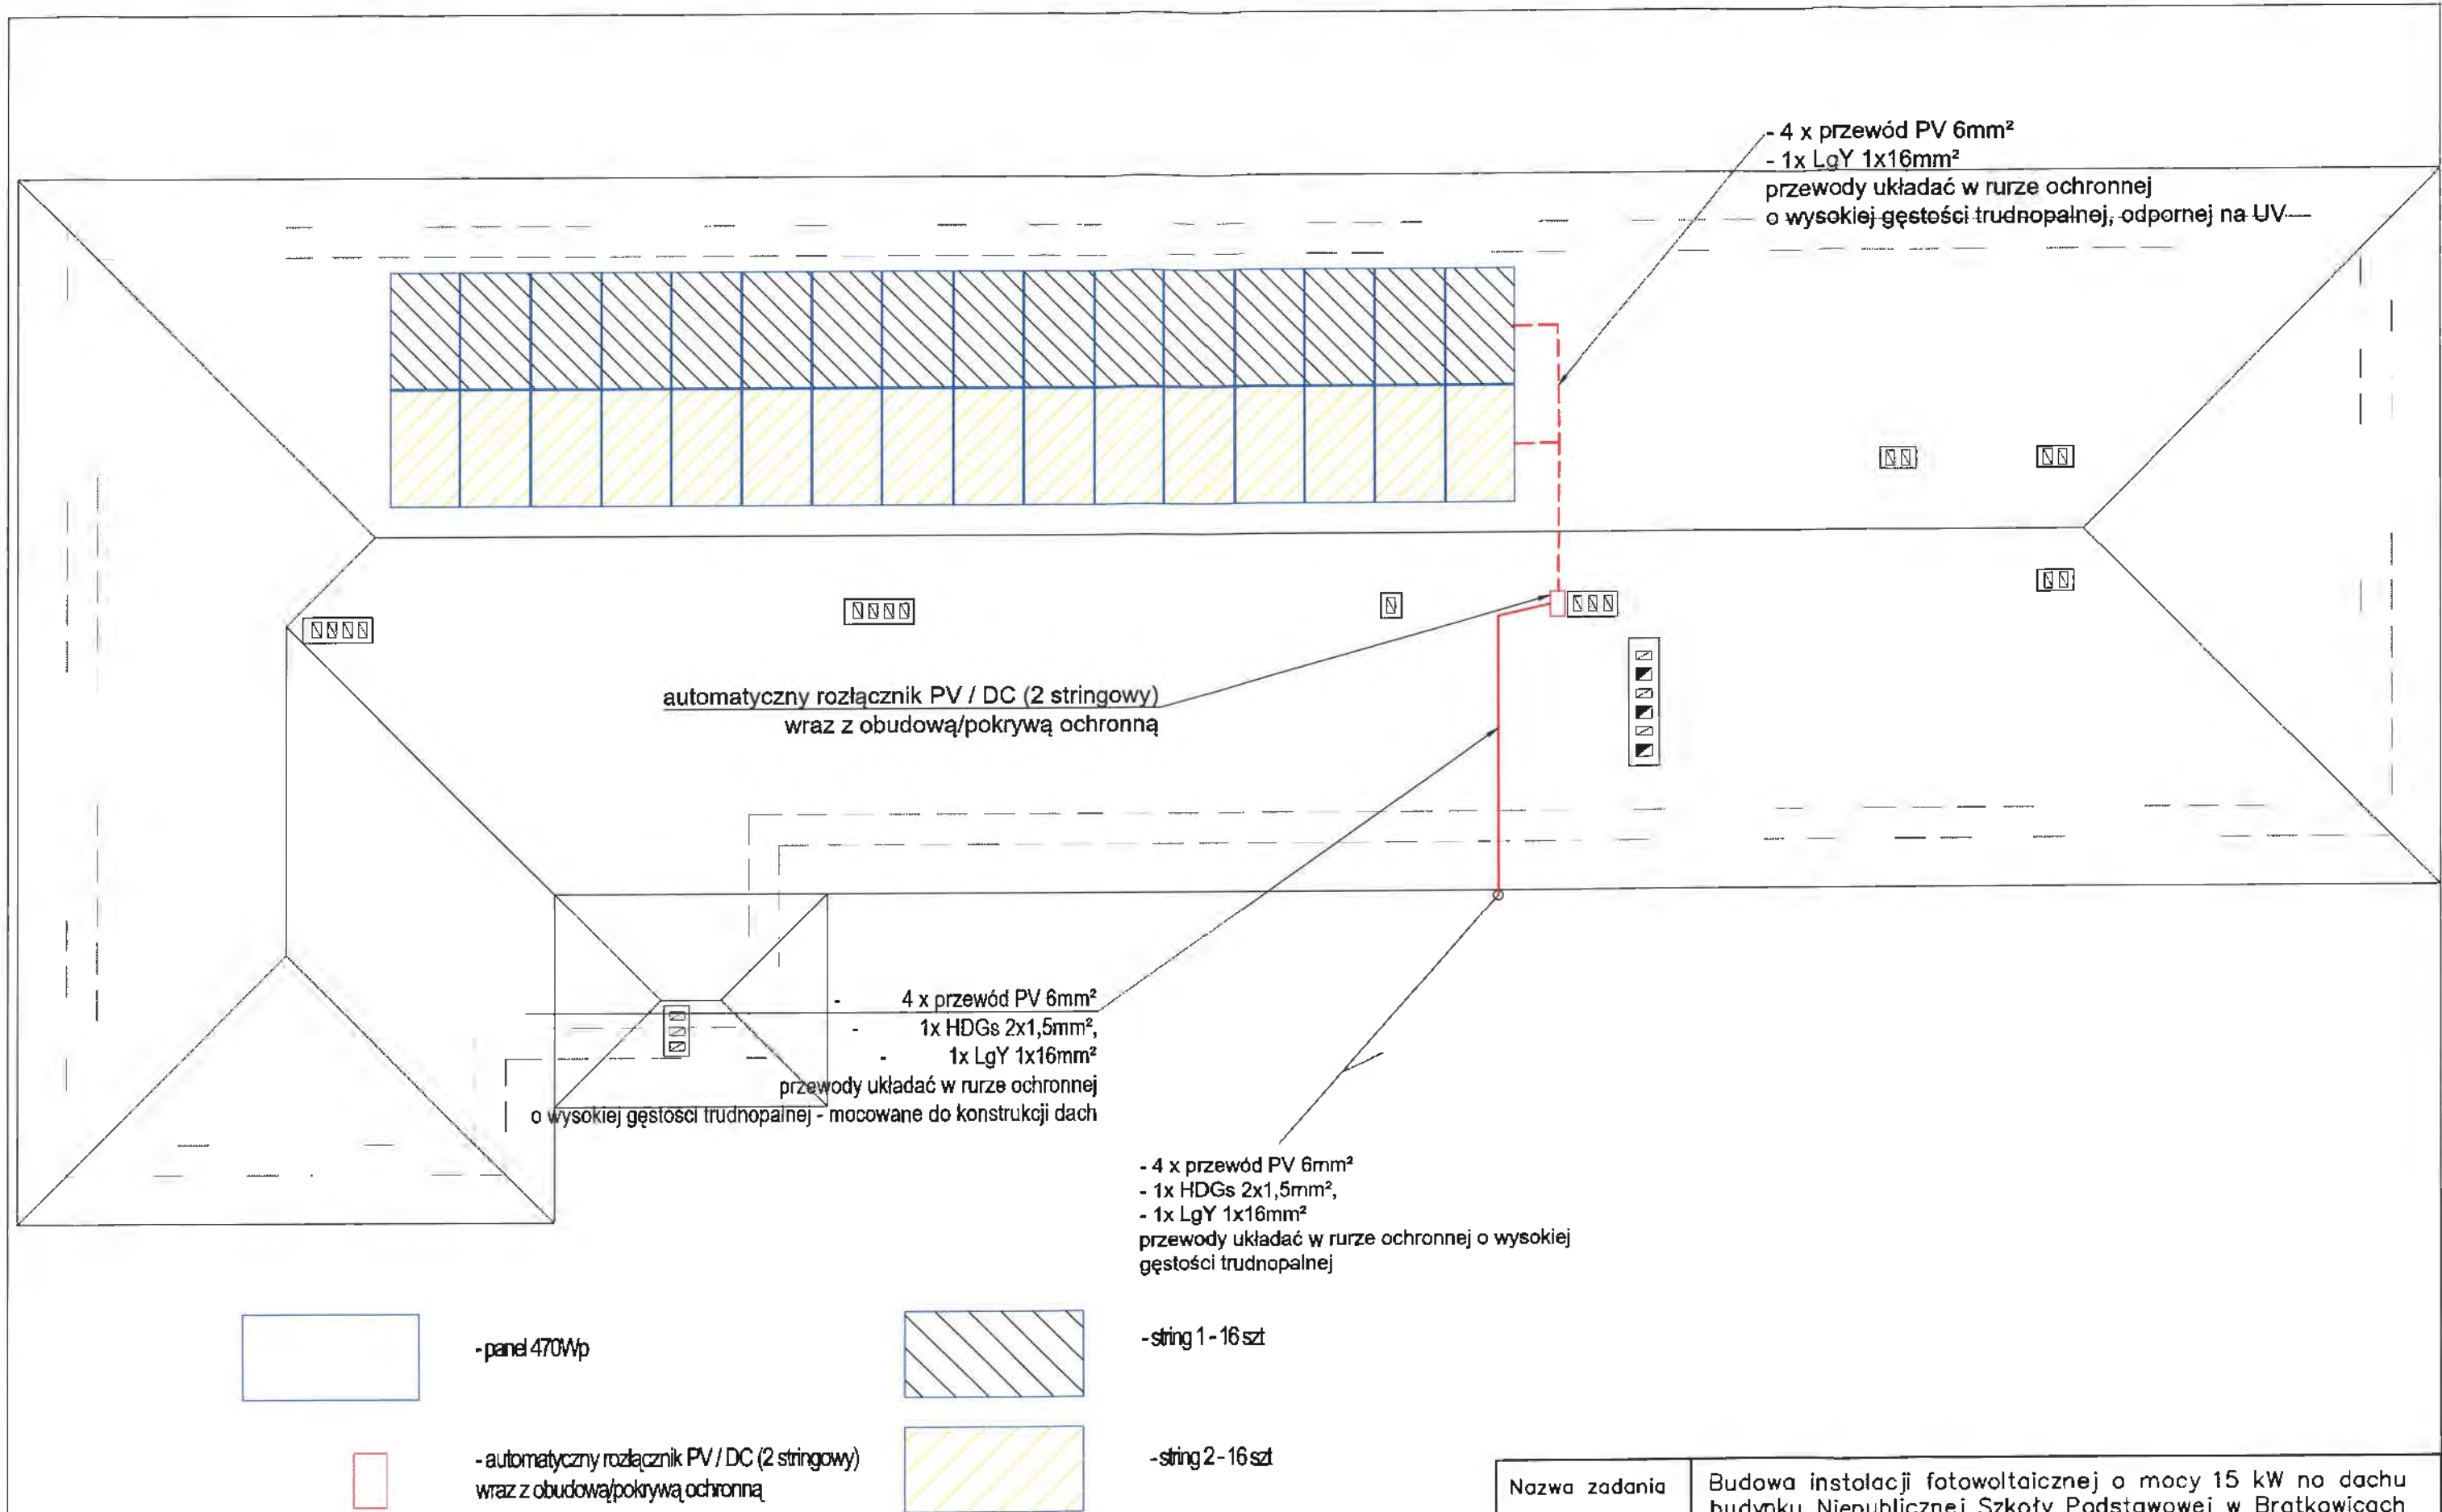 - 4 x przewód PV 6mm²
- 1x LgY 1x16mm²
przewody układać w rurze ochronnej
o wysokiej gęstości trudnopalnej, odpornej na UV
automatyczny rozłącznik PV / DC (2 stringowy)
wraz z obudową/pokrywą ochronną
- 4 x przewód PV 6mm²
- 1x HDGs 2x1,5mm²,
- 1x LgY 1x16mm²
przewody układać w rurze ochronnej
o wysokiej gęstości trudnopalnej - mocowane do konstrukcji dach
- 4 x przewód PV 6mm²
- 1x HDGs 2x1,5mm²,
- 1x LgY 1x16mm²
przewody układać w rurze ochronnej o wysokiej
gęstości trudnopalnej
- panel 470Wp
- string 1 - 16 szt
- automatyczny rozłącznik PV / DC (2 stringowy)
wraz z obudową/pokrywą ochronną
- string 2 - 16 szt
Nazwa zadania
Budowa instalacji fotowoltaicznej o mocy 15 kW na dachu
budynku Niepublicznej Szkoły Podstawowej w Bratkowicach